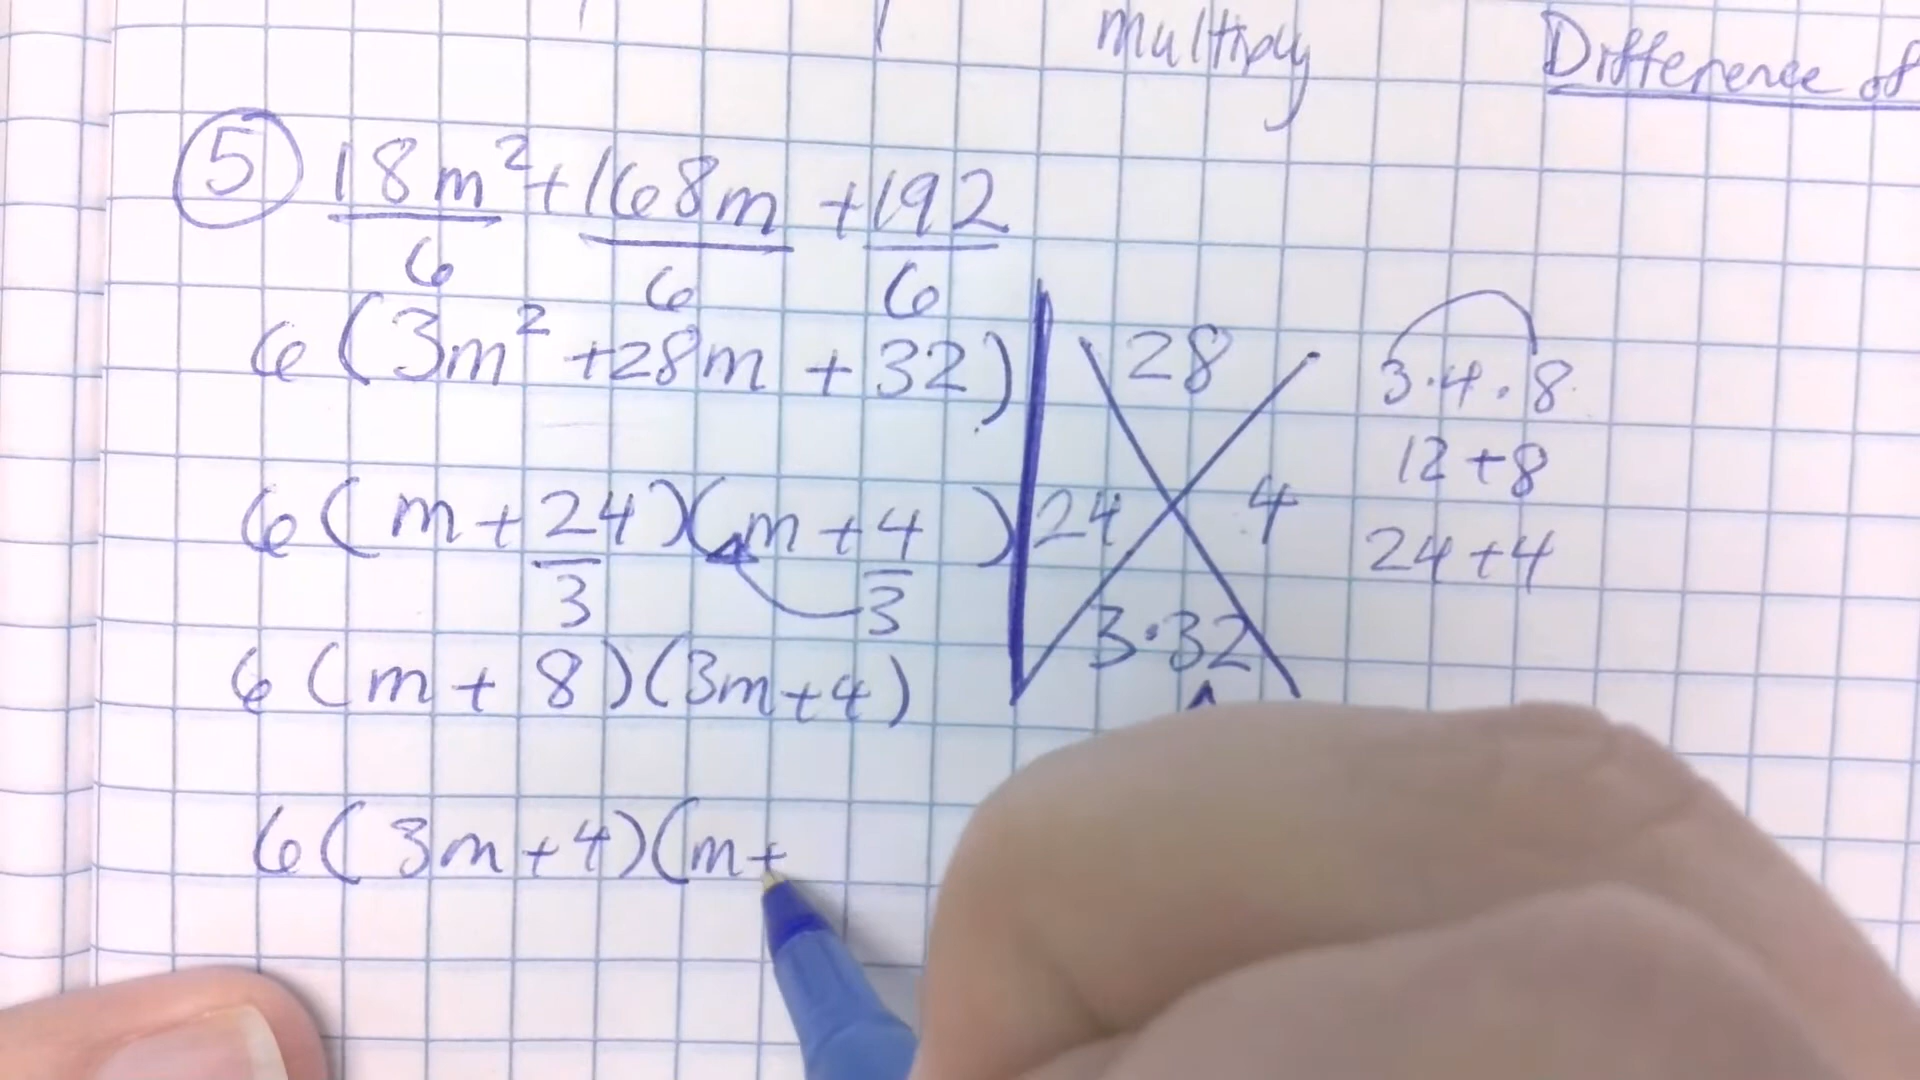 multiply
Difference of
5 18m² + 168m + 192
6 6 6
6(3m² + 28m + 32)
28
3·4·8
12+8
6(m + 24/3)(m + 4/3)
24 4
24+4
3·32
6(m + 8)(3m+4)
6(3m+4)(m+